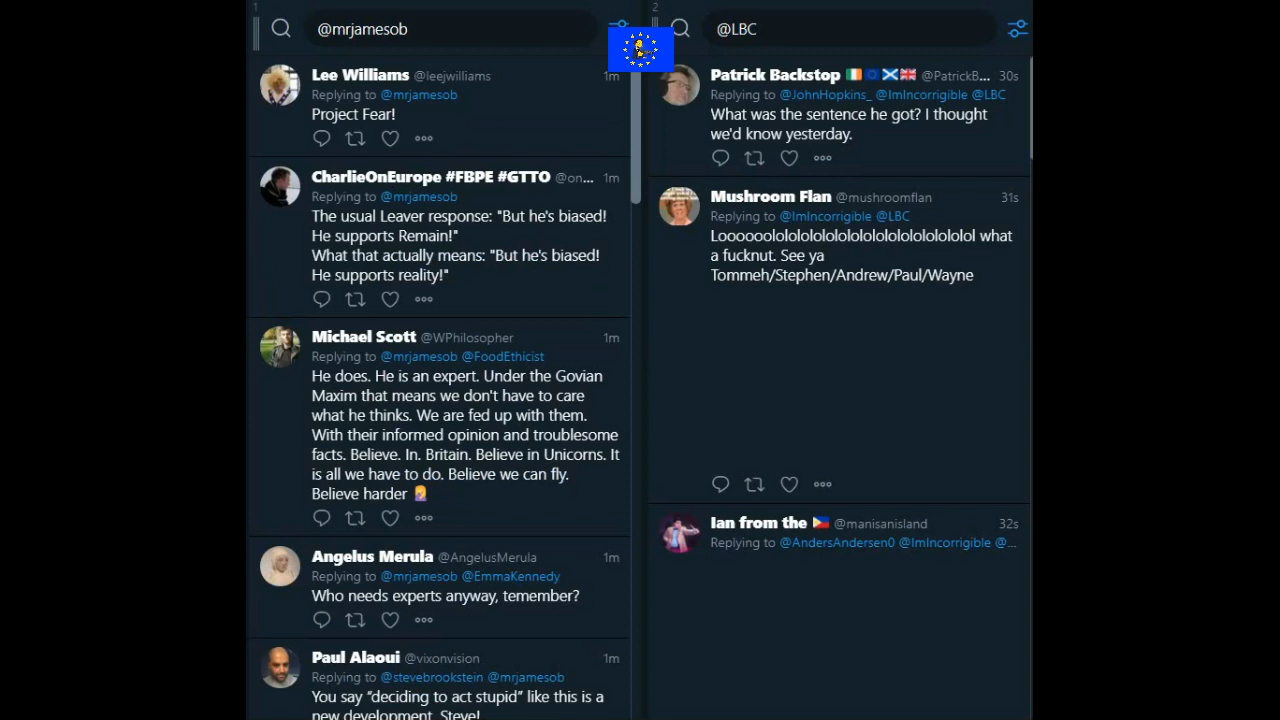 1
@mrjamesob
Lee Williams @leejwilliams 1m
Replying to @mrjamesob
Project Fear!
CharlieOnEurope #FBPE #GTTO @on... 1m
Replying to @mrjamesob
The usual Leaver response: "But he's biased!
He supports Remain!"
What that actually means: "But he's biased!
He supports reality!"
Michael Scott @WPhilosopher 1m
Replying to @mrjamesob @FoodEthicist
He does. He is an expert. Under the Govian
Maxim that means we don't have to care
what he thinks. We are fed up with them.
With their informed opinion and troublesome
facts. Believe. In. Britain. Believe in Unicorns. It
is all we have to do. Believe we can fly.
Believe harder
Angelus Merula @AngelusMerula 1m
Replying to @mrjamesob @EmmaKennedy
Who needs experts anyway, temember?
Paul Alaoui @vixonvision 1m
Replying to @stevebrookstein @mrjamesob
You say “deciding to act stupid” like this is a
new development, Steve!
2
@LBC
Patrick Backstop @PatrickB... 30s
Replying to @JohnHopkins_ @ImIncorrigible @LBC
What was the sentence he got? I thought
we'd know yesterday.
Mushroom Flan @mushroomflan 31s
Replying to @ImIncorrigible @LBC
Loooooolololololololololololololololol what
a fucknut. See ya
Tommeh/Stephen/Andrew/Paul/Wayne
Ian from the @manisanisland 32s
Replying to @AndersAndersen0 @ImIncorrigible @...